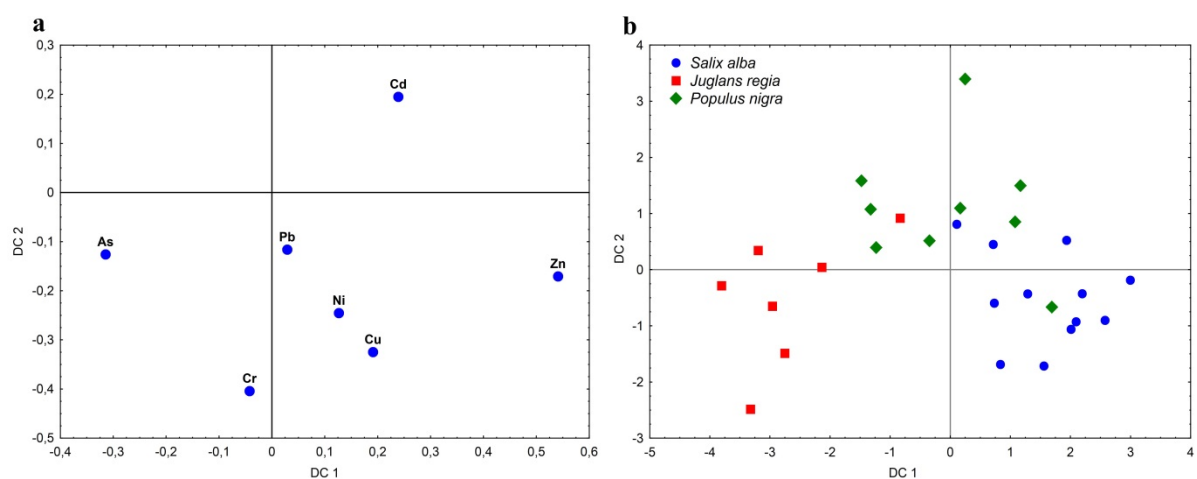 a
0,3
0,2
0,1
0
-0,1
-0,2
-0,3
-0,4
-0,5
DC 2
Cd
As
Pb
Zn
Ni
Cu
Cr
-0,4 -0,3 -0,2 -0,1 0 0,1 0,2 0,3 0,4 0,5 0,6
DC 1
b
4
3
2
1
0
-1
-2
-3
DC 2
Salix alba
Juglans regia
Populus nigra
-5 -4 -3 -2 -1 0 1 2 3 4
DC 1